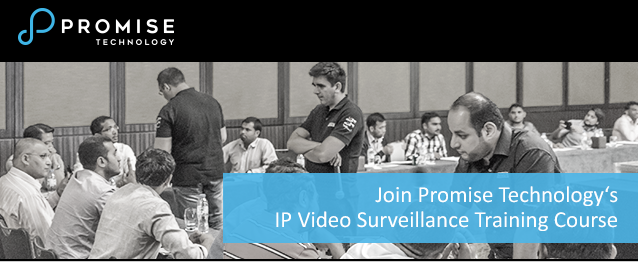 PROMISE
TECHNOLOGY
Join Promise Technology‘s
IP Video Surveillance Training Course